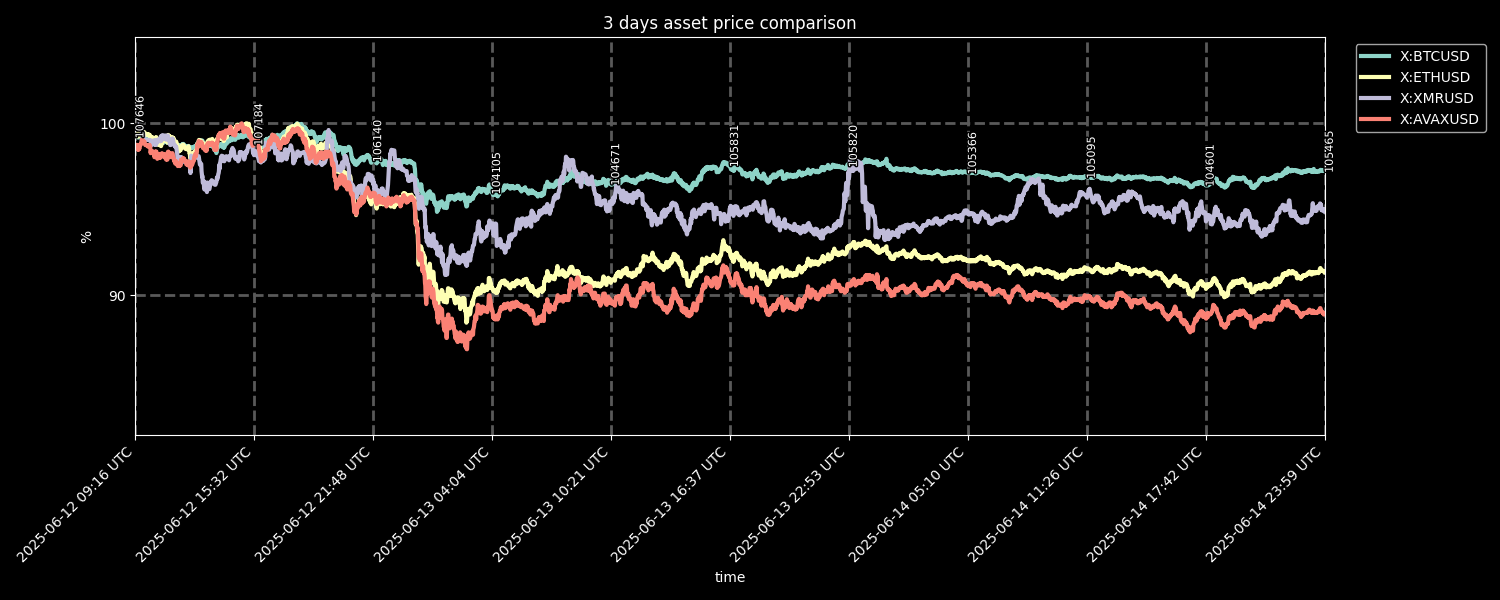 3 days asset price comparison
X:BTCUSD
X:ETHUSD
X:XMRUSD
X:AVAXUSD
100
90
%
107646
107184
106140
104105
104671
105831
105820
105366
105095
104601
105465
2025-06-12 09:16 UTC
2025-06-12 15:32 UTC
2025-06-12 21:48 UTC
2025-06-13 04:04 UTC
2025-06-13 10:21 UTC
2025-06-13 16:37 UTC
2025-06-13 22:53 UTC
2025-06-14 05:10 UTC
2025-06-14 11:26 UTC
2025-06-14 17:42 UTC
2025-06-14 23:59 UTC
time